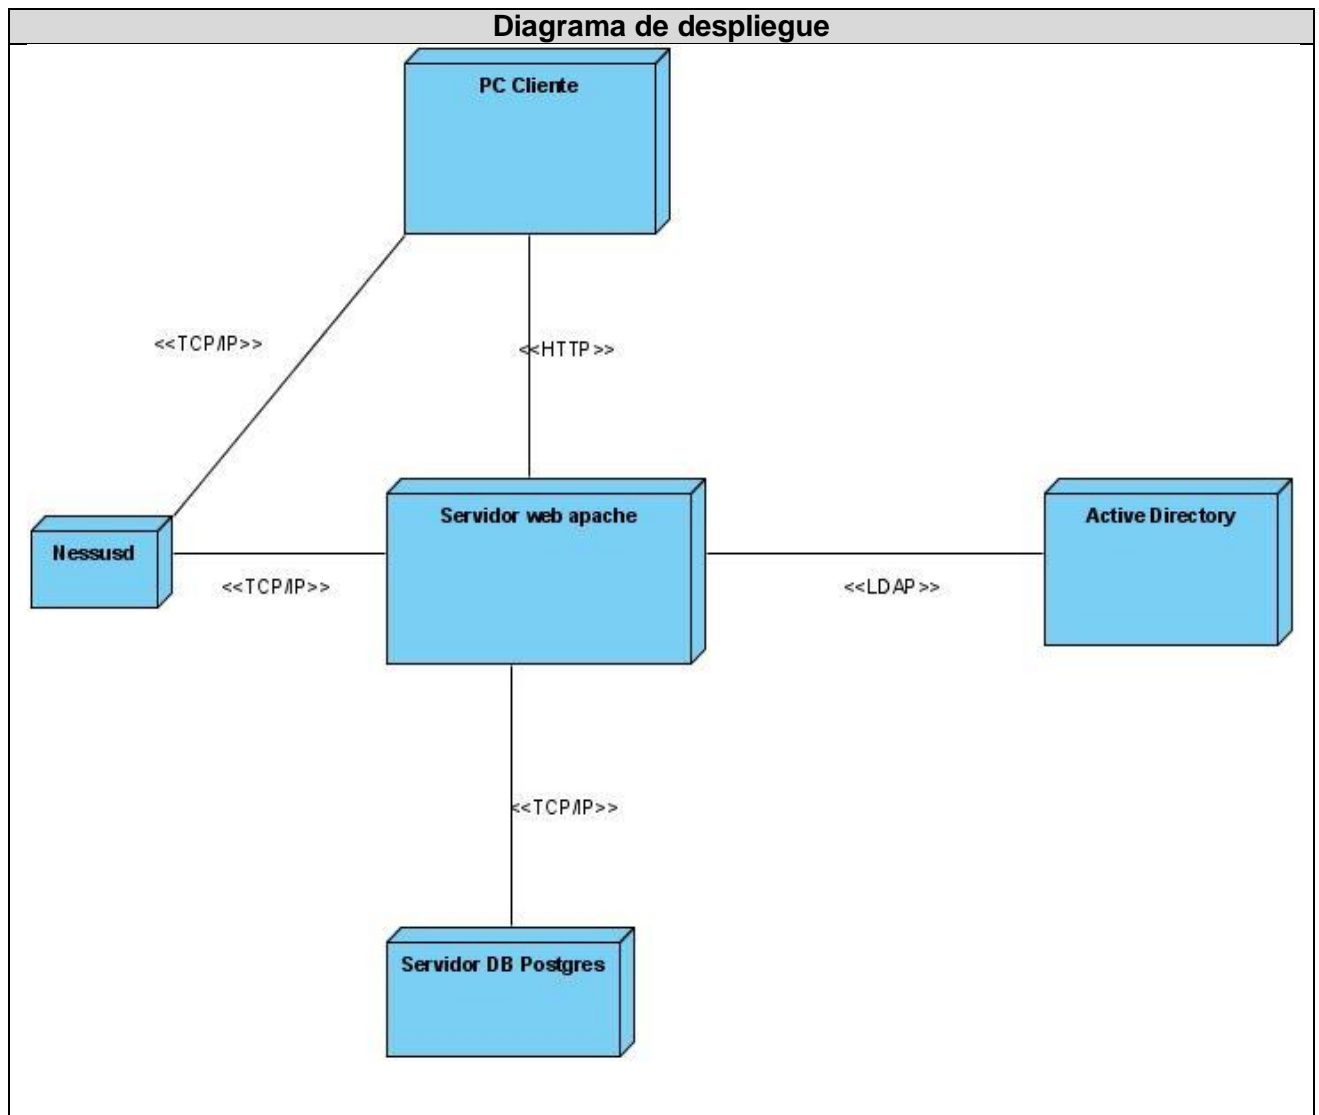 Diagrama de despliegue
PC Cliente
<<TCP/IP>>
<<HTTP>>
Servidor web apache
Active Directory
Nessusd
<<TCP/IP>>
<<LDAP>>
<<TCP/IP>>
Servidor DB Postgres